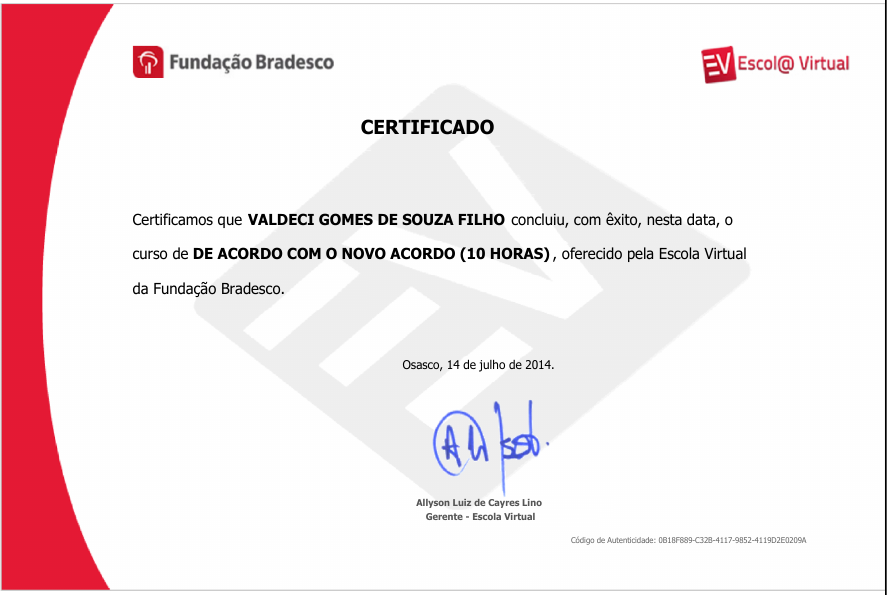 Fundação Bradesco
EV Escol@ Virtual
CERTIFICADO
Certificamos que VALDECI GOMES DE SOUZA FILHO concluiu, com êxito, nesta data, o
curso de DE ACORDO COM O NOVO ACORDO (10 HORAS), oferecido pela Escola Virtual
da Fundação Bradesco.
Osasco, 14 de julho de 2014.
Allyson Luiz de Cayres Lino
Gerente - Escola Virtual
Código de Autenticidade: 0B18F889-C32B-4117-9852-4119D2E0209A